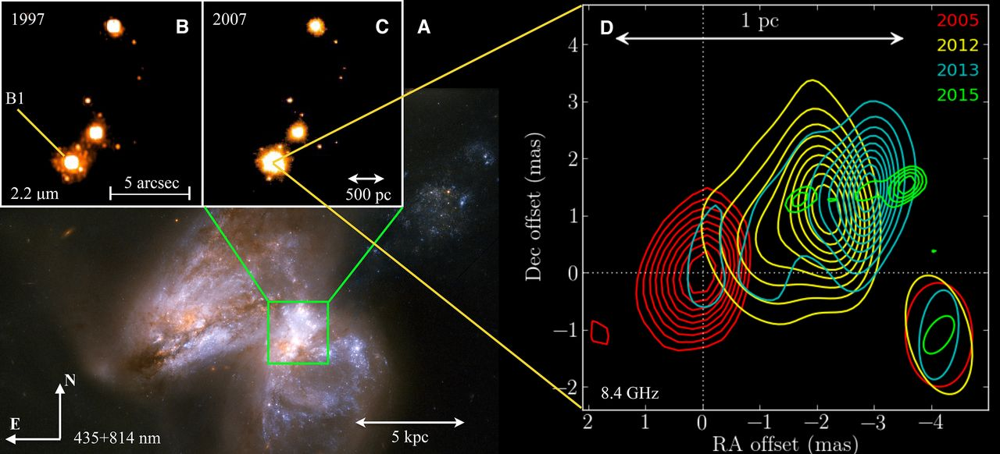 1997
B
B1
2.2 μm
5 arcsec
2007
C
500 pc
A
N
E
435+814 nm
5 kpc
D
1 pc
2005
2012
2013
2015
Dec offset (mas)
4
3
2
1
0
−1
−2
8.4 GHz
2 1 0 −1 −2 −3 −4
RA offset (mas)